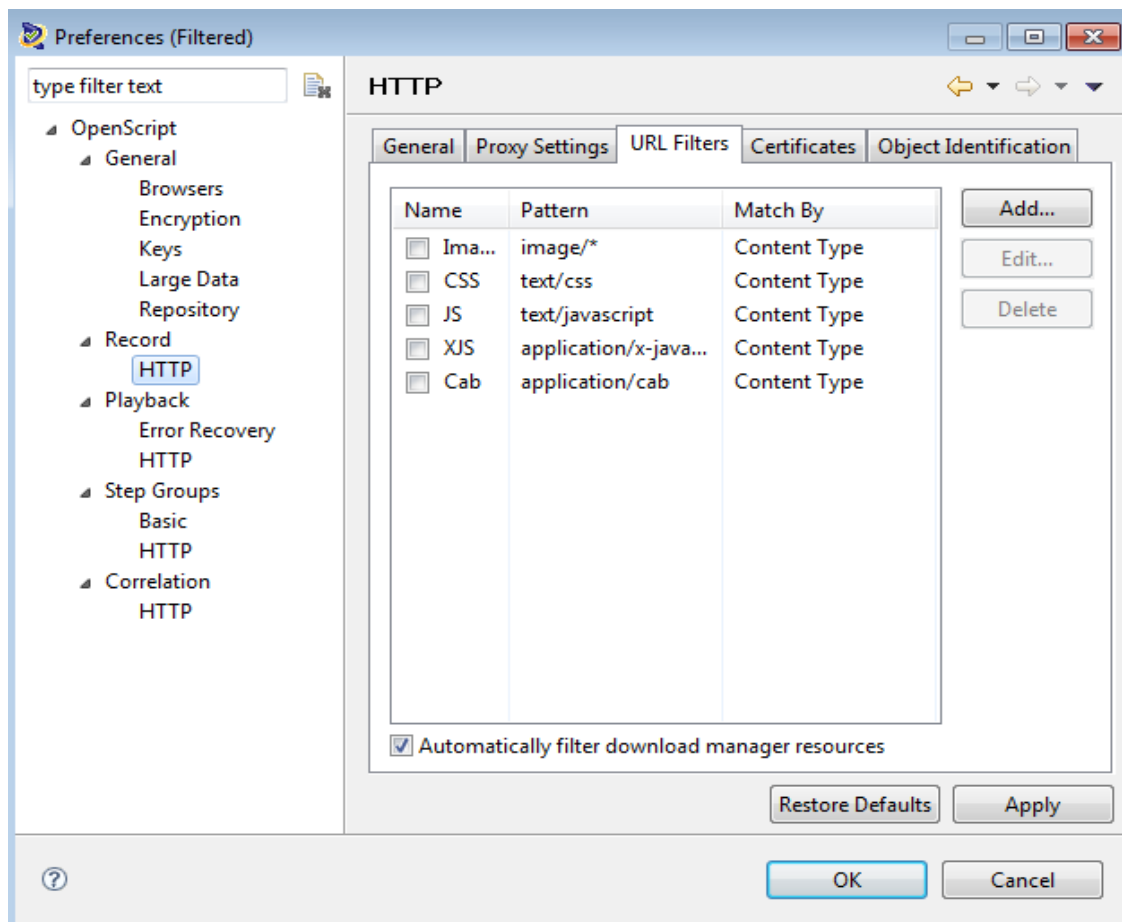 Preferences (Filtered)
type filter text
OpenScript
General
Browsers
Encryption
Keys
Large Data
Repository
Record
HTTP
Playback
Error Recovery
HTTP
Step Groups
Basic
HTTP
Correlation
HTTP
HTTP
General Proxy Settings URL Filters Certificates Object Identification
Name Pattern Match By
Ima... image/* Content Type
CSS text/css Content Type
JS text/javascript Content Type
XJS application/x-java... Content Type
Cab application/cab Content Type
Add...
Edit...
Delete
Automatically filter download manager resources
Restore Defaults Apply
? OK Cancel